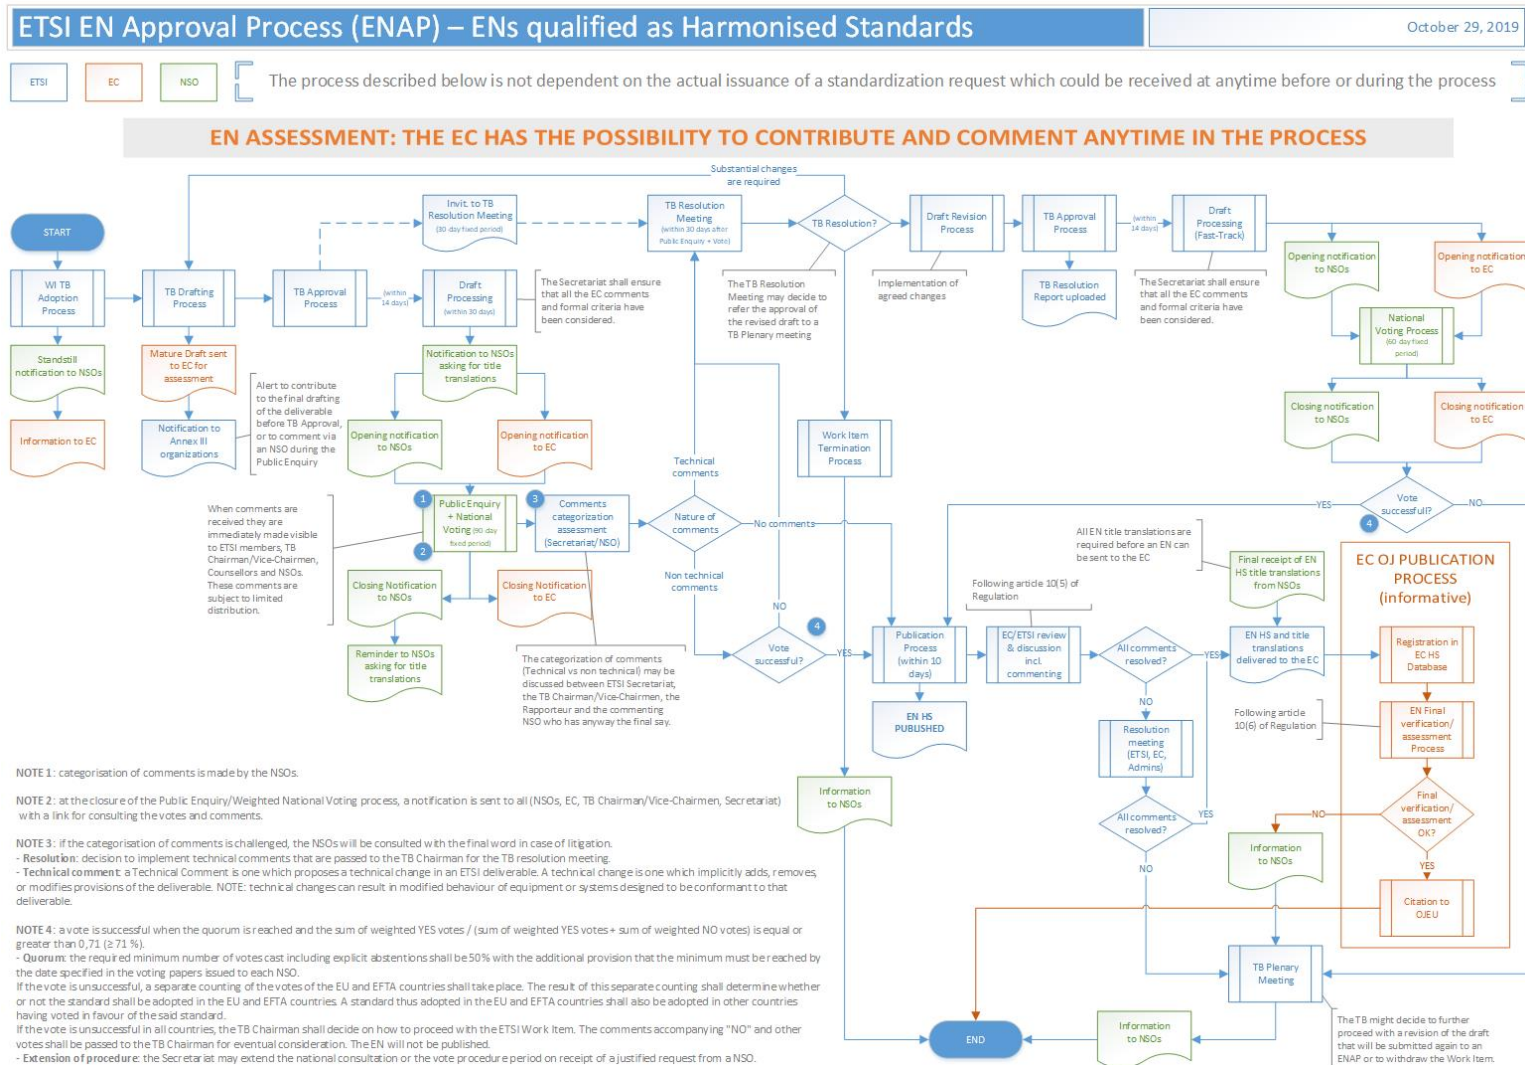 ETSI EN Approval Process (ENAP) – ENs qualified as Harmonised Standards
October 29, 2019
ETSI
EC
NSO
The process described below is not dependent on the actual issuance of a standardization request which could be received at anytime before or during the process
EN ASSESSMENT: THE EC HAS THE POSSIBILITY TO CONTRIBUTE AND COMMENT ANYTIME IN THE PROCESS
Substantial changes
are required
START
Invit. to TB
Resolution Meeting
(30 day fixed period)
TB Resolution
Meeting
(within 30 days after
Public Enquiry + Vote)
TB Resolution?
Draft Revision
Process
TB Approval
Process
(within
14 days)
Draft
Processing
(Fast-Track)
WI TB
Adoption
Process
TB Drafting
Process
TB Approval
Process
(within
14 days)
Draft
Processing
(within 30 days)
The Secretariat shall ensure
that all the EC comments
and formal criteria have
been considered.
The TB Resolution
Meeting may decide to
refer the approval of
the revised draft to a
TB Plenary meeting
Implementation of
agreed changes
TB Resolution
Report uploaded
The Secretariat shall ensure
that all the EC comments
and formal criteria have
been considered.
Opening notification
to NSOs
Opening notification
to EC
National
Voting Process
(60 day fixed
period)
Standstill
notification to NSOs
Mature Draft sent
to EC for
assessment
Notification to NSOs
asking for title
translations
Alert to contribute
to the final drafting
of the deliverable
before TB Approval,
or to comment via
an NSO during the
Public Enquiry
Information to EC
Notification to
Annex III
organizations
Opening notification
to NSOs
Opening notification
to EC
Work Item
Termination
Process
Closing notification
to NSOs
Closing notification
to EC
Technical
comments
When comments are
received they are
immediately made visible
to ETSI members, TB
Chairman/Vice-Chairmen,
Counsellors and NSOs.
These comments are
subject to limited
distribution.
1
Public Enquiry
+ National
Voting (90 day
fixed period)
2
3
Comments
categorization
assessment
(Secretariat/NSO)
Nature of
comments
No comments
YES
Vote
successful?
NO
4
Closing Notification
to NSOs
Closing Notification
to EC
Non technical
comments
NO
Following article 10(5) of
Regulation
All EN title translations are
required before an EN can
be sent to the EC
Final receipt of EN
HS title translations
from NSOs
EC OJ PUBLICATION
PROCESS
(informative)
Reminder to NSOs
asking for title
translations
The categorization of comments
(Technical vs non technical) may be
discussed between ETSI Secretariat,
the TB Chairman/Vice-Chairmen, the
Rapporteur and the commenting
NSO who has anyway the final say.
Vote
successful?
4
YES
Publication
Process
(within 10
days)
EC/ETSI review
& discussion
incl.
commenting
All comments
resolved?
YES
EN HS and title
translations
delivered to the EC
Registration in
EC HS
Database
EN HS
PUBLISHED
NO
Resolution
meeting
(ETSI, EC,
Admins)
Following article
10(6) of Regulation
EN Final
verification/
assessment
Process
All comments
resolved?
YES
NO
Final
verification/
assessment
OK?
NO
YES
Information
to NSOs
Information
to NSOs
Citation to
OJEU
TB Plenary
Meeting
END
Information
to NSOs
The TB might decide to further
proceed with a revision of the draft
that will be submitted again to an
ENAP or to withdraw the Work Item.
NOTE 1: categorisation of comments is made by the NSOs.
NOTE 2: at the closure of the Public Enquiry/Weighted National Voting process, a notification is sent to all (NSOs, EC, TB Chairman/Vice-Chairmen, Secretariat)
with a link for consulting the votes and comments.
NOTE 3: if the categorisation of comments is challenged, the NSOs will be consulted with the final word in case of litigation.
- Resolution: decision to implement technical comments that are passed to the TB Chairman for the TB resolution meeting.
- Technical comment: a Technical Comment is one which proposes a technical change in an ETSI deliverable. A technical change is one which implicitly adds, removes,
or modifies provisions of the deliverable. NOTE: technical changes can result in modified behaviour of equipment or systems designed to be conformant to that
deliverable.
NOTE 4: a vote is successful when the quorum is reached and the sum of weighted YES votes / (sum of weighted YES votes + sum of weighted NO votes) is equal or
greater than 0,71 (≥ 71 %).
- Quorum: the required minimum number of votes cast including explicit abstentions shall be 50% with the additional provision that the minimum must be reached by
the date specified in the voting papers issued to each NSO.
If the vote is unsuccessful, a separate counting of the votes of the EU and EFTA countries shall take place. The result of this separate counting shall determine whether
or not the standard shall be adopted in the EU and EFTA countries. A standard thus adopted in the EU and EFTA countries shall also be adopted in other countries
having voted in favour of the said standard.
If the vote is unsuccessful in all countries, the TB Chairman shall decide on how to proceed with the ETSI Work Item. The comments accompanying "NO" and other
votes shall be passed to the TB Chairman for eventual consideration. The EN will not be published.
- Extension of procedure: the Secretariat may extend the national consultation or the vote procedure period on receipt of a justified request from a NSO.